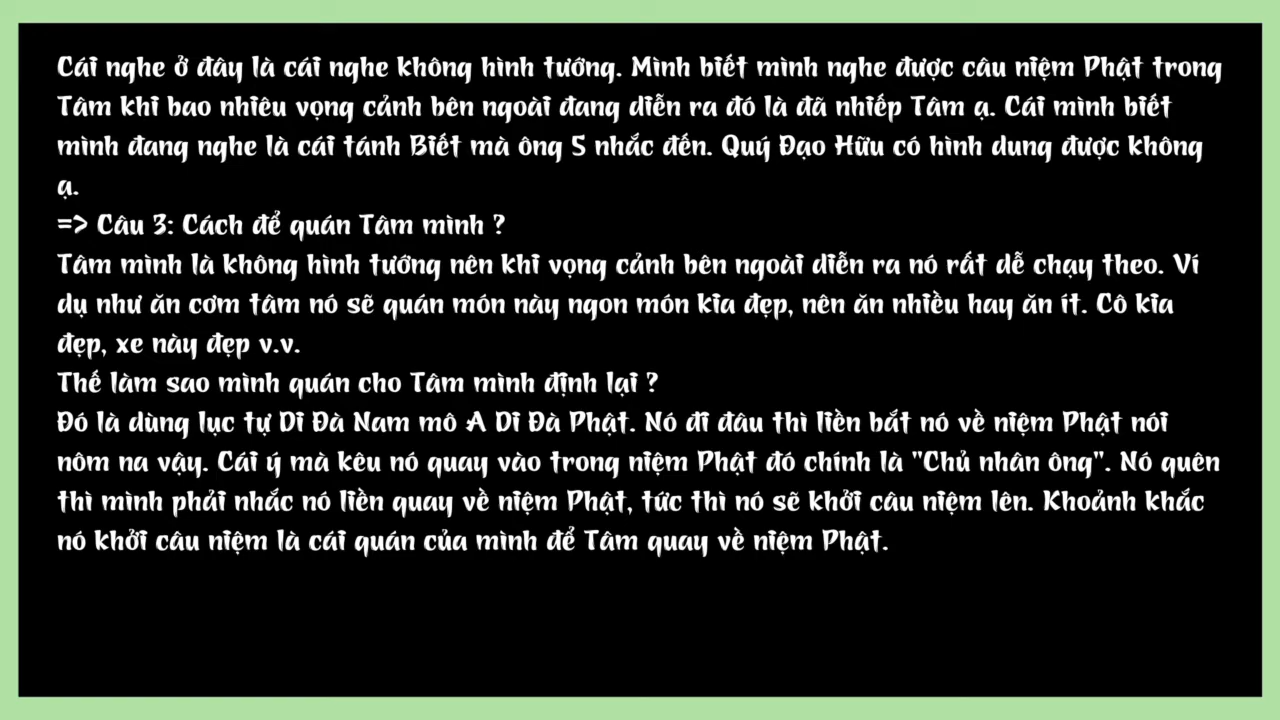 Cái nghe ở đây là cái nghe không hình tướng. Mình biết mình nghe được câu niệm Phật trong
Tâm khi bao nhiêu vọng cảnh bên ngoài đang diễn ra đó là đã nhiếp Tâm ạ. Cái mình biết
mình đang nghe là cái tánh Biết mà ông 5 nhắc đến. Quý Đạo Hữu có hình dung được không
ạ.
=> Câu 3: Cách để quán Tâm mình ?
Tâm mình là không hình tướng nên khi vọng cảnh bên ngoài diễn ra nó rất dễ chạy theo. Ví
dụ như ăn cơm tâm nó sẽ quán món này ngon món kia đẹp, nên ăn nhiều hay ăn ít. Cô kia
đẹp, xe này đẹp v.v.
Thế làm sao mình quán cho Tâm mình định lại ?
Đó là dùng lục tự Di Đà Nam mô A Di Đà Phật. Nó đi đâu thì liền bắt nó về niệm Phật nói
nôm na vậy. Cái ý mà kêu nó quay vào trong niệm Phật đó chính là "Chủ nhân ông". Nó quên
thì mình phải nhắc nó liền quay về niệm Phật, tức thì nó sẽ khởi câu niệm lên. Khoảnh khắc
nó khởi câu niệm là cái quán của mình để Tâm quay về niệm Phật.